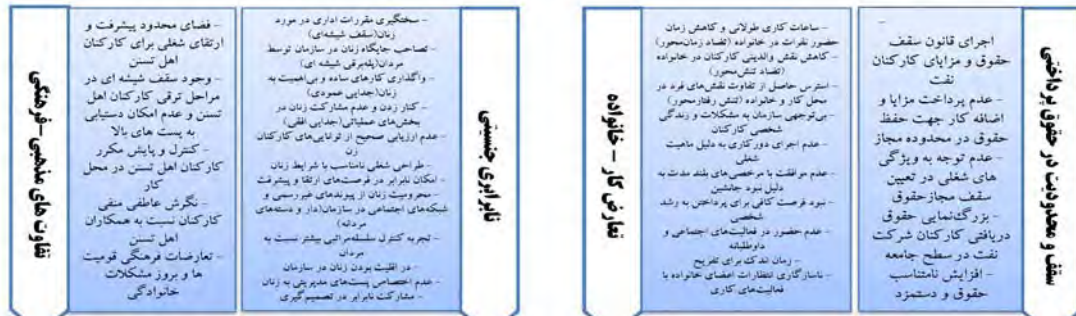 سقف و محدودیت در حقوق پرداختی
–
اجرای قانون سقف
حقوق و مزایای کارکنان
نفت
– عدم پرداخت مزایا و
اضافه کار جهت حفظ
حقوق در محدوده مجاز
– عدم توجه به ویژگی
های شغلی در تعیین
سقف مجازحقوق
– بزرگ‌نمایی حقوق
دریافتی کارکنان شرکت
نفت در سطح جامعه
– افزایش نامتناسب
حقوق و دستمزد
تعارض کار – خانواده
– ساعات کاری طولانی و کاهش زمان
حضور نفرات در خانواده (تضاد زمان‌محور)
– کاهش نقش والدینی کارکنان در خانواده
(تضاد تنش‌محور)
– استرس حاصل از تفاوت نقش‌های فرد در
محل کار و خانواده (تنش رفتارمحور)
– بی‌توجهی سازمان به مشکلات و زندگی
شخصی کارکنان
– عدم اجرای دورکاری به دلیل ماهیت
شغلی
– عدم موافقت با مرخصی‌های بلند مدت به
دلیل نبود جانشین
– نبود فرصت کافی برای پرداختن به رشد
شخصی
– عدم حضور در فعالیت‌های اجتماعی و
داوطلبانه
– زمان اندک برای تفریح
– ناسازگاری انتظارات اعضای خانواده با
فعالیت‌های کاری
نابرابری جنسیتی
– سختگیری مقررات اداری در مورد
زنان(سقف شیشه‌ای)
– تصاحب جایگاه زنان در سازمان توسط
مردان(پله‌برقی شیشه ای)
– واگذاری کارهای ساده و بی‌اهمیت به
زنان(جدایی عمودی)
– کنار زدن و عدم مشارکت زنان در
بخش‌های عملیاتی(جدایی افقی)
– عدم ارزیابی صحیح از توانایی‌های کارکنان
زن
– طراحی شغلی نامناسب با شرایط زنان
– امکان نابرابر در فرصت‌های ارتقا و پیشرفت
– محرومیت زنان از پیوندهای غیررسمی و
شبکه‌های اجتماعی در سازمان(دار و دسته‌های
مردانه)
– تجربه کنترل سلسله‌مراتبی بیشتر نسبت به
مردان
– در اقلیت بودن زنان در سازمان
– عدم اختصاص پست‌های مدیریتی به زنان
– مشارکت نابرابر در تصمیم‌گیری
تفاوت های مذهبی –فرهنگی
– فضای محدود پیشرفت و
ارتقای شغلی برای کارکنان
اهل تسنن
– وجود سقف شیشه ای در
مراحل ترقی کارکنان اهل
تسنن و عدم امکان دستیابی
به پست های بالا
– کنترل و پایش مکرر
کارکنان اهل تسنن در محل
کار
– نگرش عاطفی منفی
کارکنان نسبت به همکاران
اهل تسنن
– تعارضات فرهنگی قومیت
ها و بروز مشکلات
خانوادگی